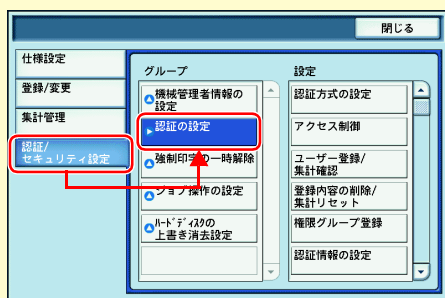 閉じる
仕様設定
登録/変更
集計管理
認証/
セキュリティ設定
グループ
機械管理者情報の
設定
認証の設定
強制印字の一時解除
ジョブ操作の設定
ハードディスクの
上書き消去設定
設定
認証方式の設定
アクセス制御
ユーザー登録/
集計確認
登録内容の削除/
集計リセット
権限グループ登録
認証情報の設定